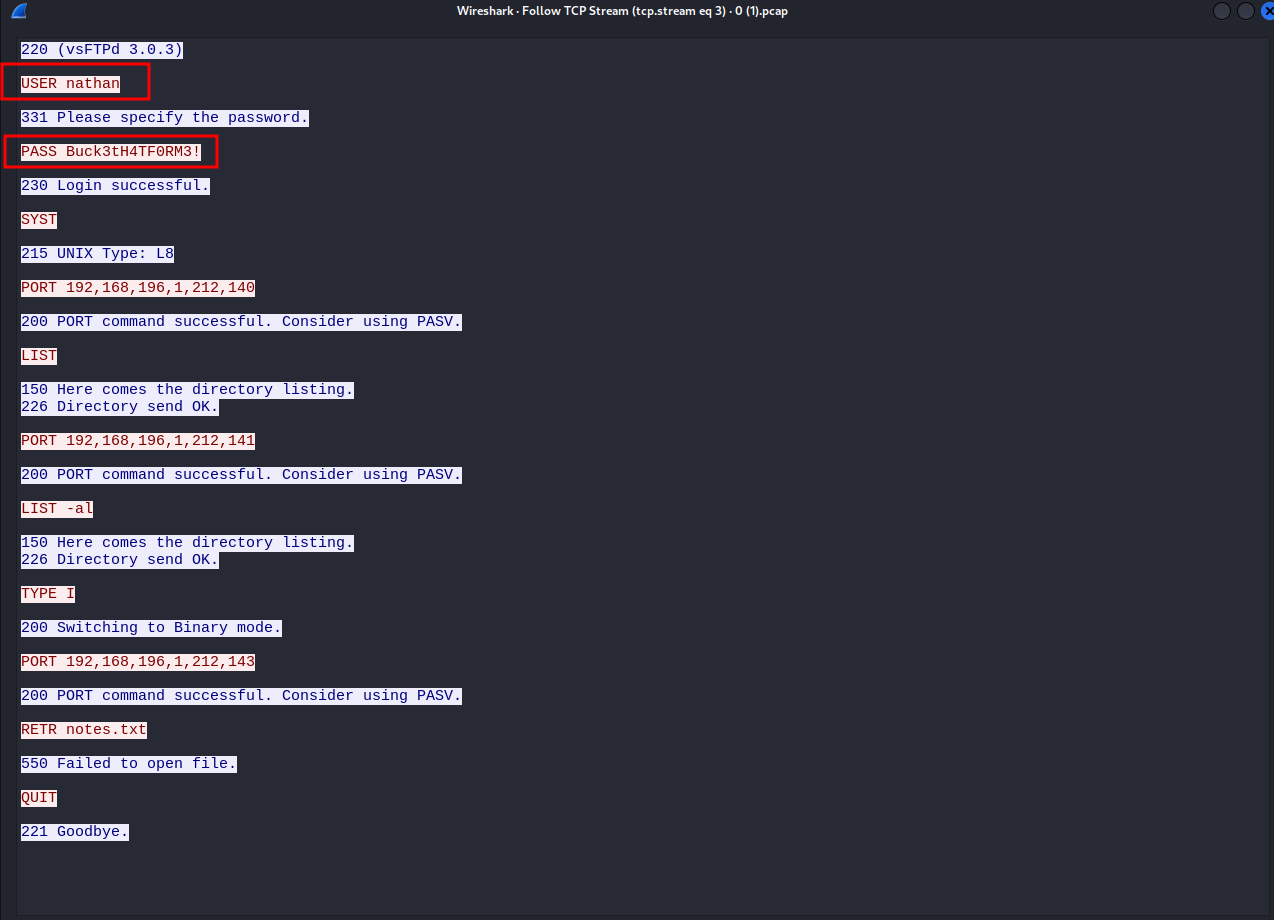 Wireshark · Follow TCP Stream (tcp.stream eq 3) · 0 (1).pcap
220 (vsFTPd 3.0.3)
USER nathan
331 Please specify the password.
PASS Buck3tH4TF0RM3!
230 Login successful.
SYST
215 UNIX Type: L8
PORT 192,168,196,1,212,140
200 PORT command successful. Consider using PASV.
LIST
150 Here comes the directory listing.
226 Directory send OK.
PORT 192,168,196,1,212,141
200 PORT command successful. Consider using PASV.
LIST -al
150 Here comes the directory listing.
226 Directory send OK.
TYPE I
200 Switching to Binary mode.
PORT 192,168,196,1,212,143
200 PORT command successful. Consider using PASV.
RETR notes.txt
550 Failed to open file.
QUIT
221 Goodbye.